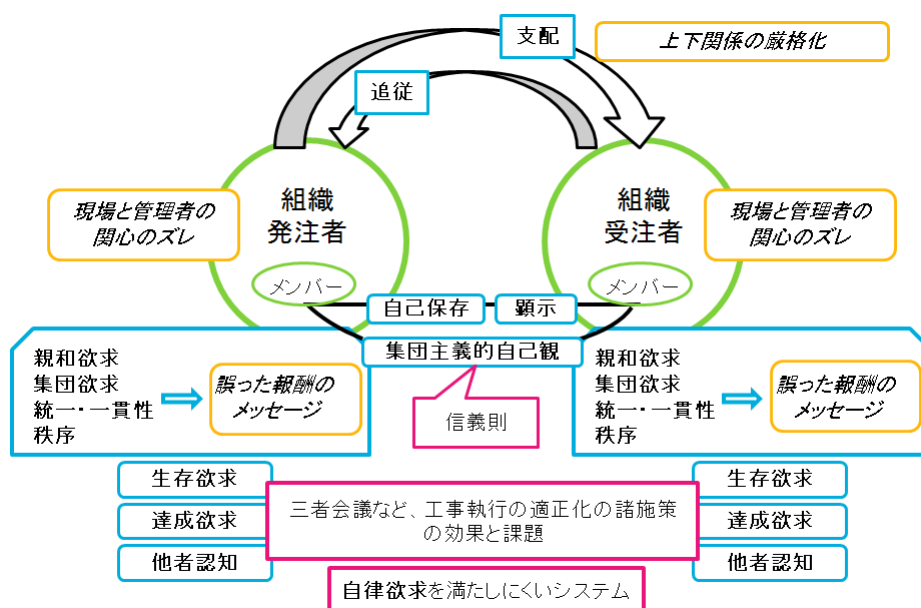 支配
上下関係の厳格化
追従
組織
発注者
組織
受注者
現場と管理者の
関心のズレ
現場と管理者の
関心のズレ
メンバー
メンバー
自己保存
顕示
集団主義的自己観
親和欲求
集団欲求
統一・一貫性
秩序
誤った報酬の
メッセージ
信義則
親和欲求
集団欲求
統一・一貫性
秩序
誤った報酬の
メッセージ
生存欲求
達成欲求
他者認知
三者会議など、工事執行の適正化の諸施策
の効果と課題
生存欲求
達成欲求
他者認知
自律欲求を満たしにくいシステム